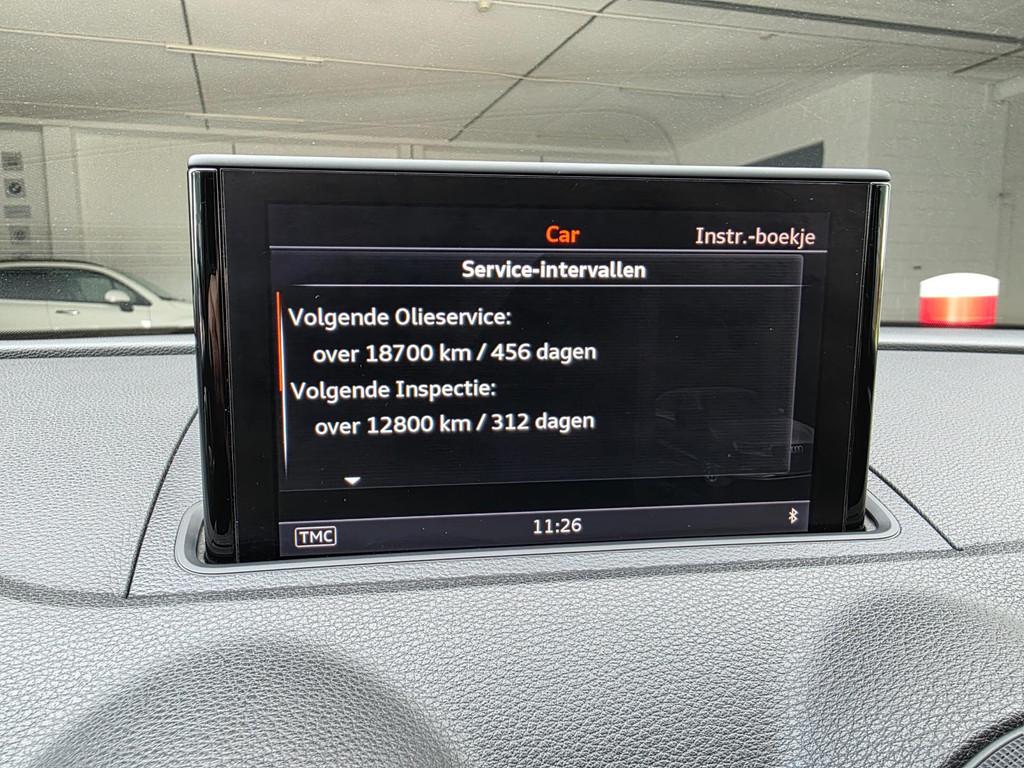 Car
Instr.-boekje
Service-intervallen
Volgende Olieservice:
over 18700 km / 456 dagen
Volgende Inspectie:
over 12800 km / 312 dagen
TMC
11:26